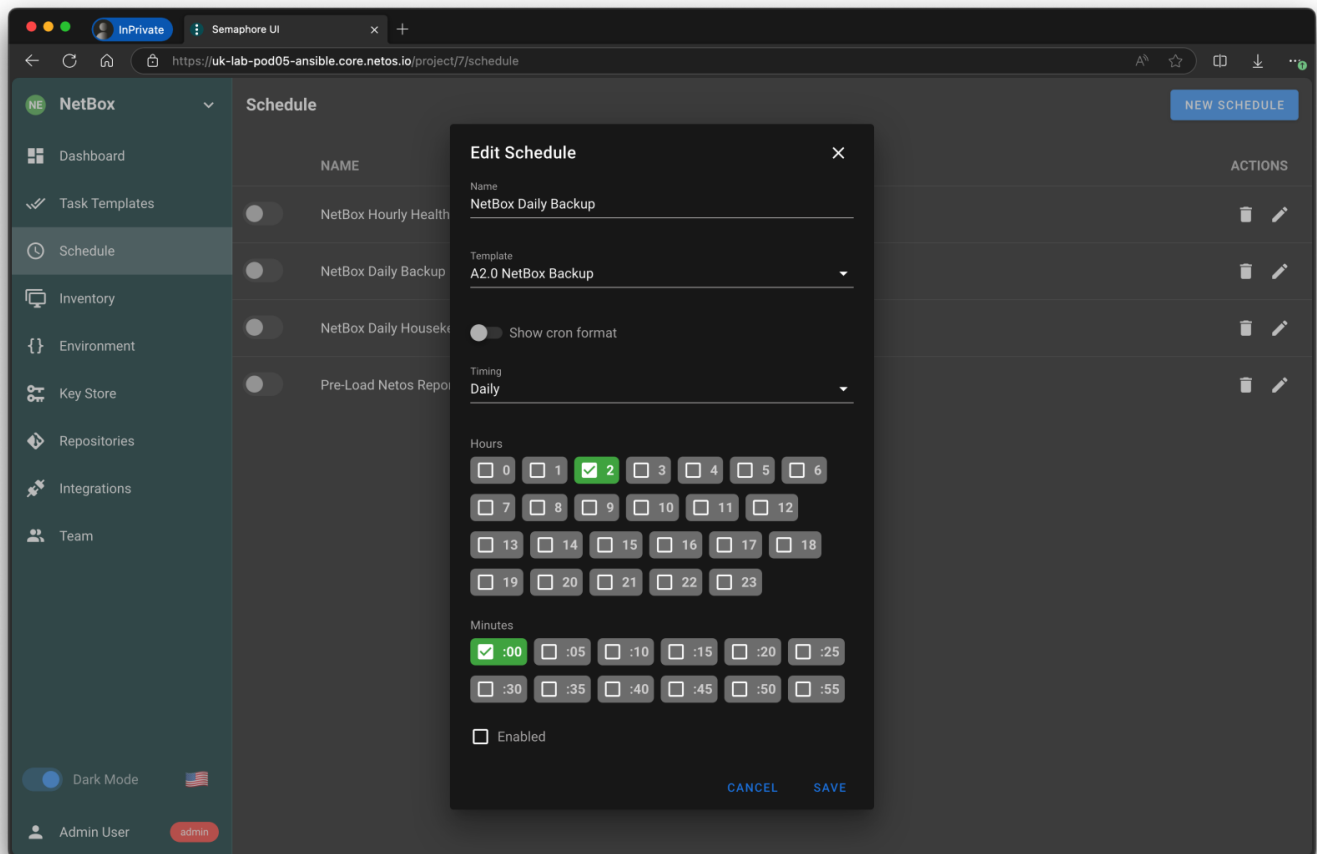 InPrivate
Semaphore UI
https://uk-lab-pod05-ansible.core.netos.io/project/7/schedule
NE NetBox
Dashboard
Task Templates
Schedule
Inventory
Environment
Key Store
Repositories
Integrations
Team
Dark Mode
Admin User admin
Schedule
NEW SCHEDULE
NAME ACTIONS
NetBox Hourly Health
NetBox Daily Backup
NetBox Daily Houseke
Pre-Load Netos Repo
Edit Schedule
Name
NetBox Daily Backup
Template
A2.0 NetBox Backup
Show cron format
Timing
Daily
Hours
0 1 2 3 4 5 6
7 8 9 10 11 12
13 14 15 16 17 18
19 20 21 22 23
Minutes
:00 :05 :10 :15 :20 :25
:30 :35 :40 :45 :50 :55
Enabled
CANCEL SAVE